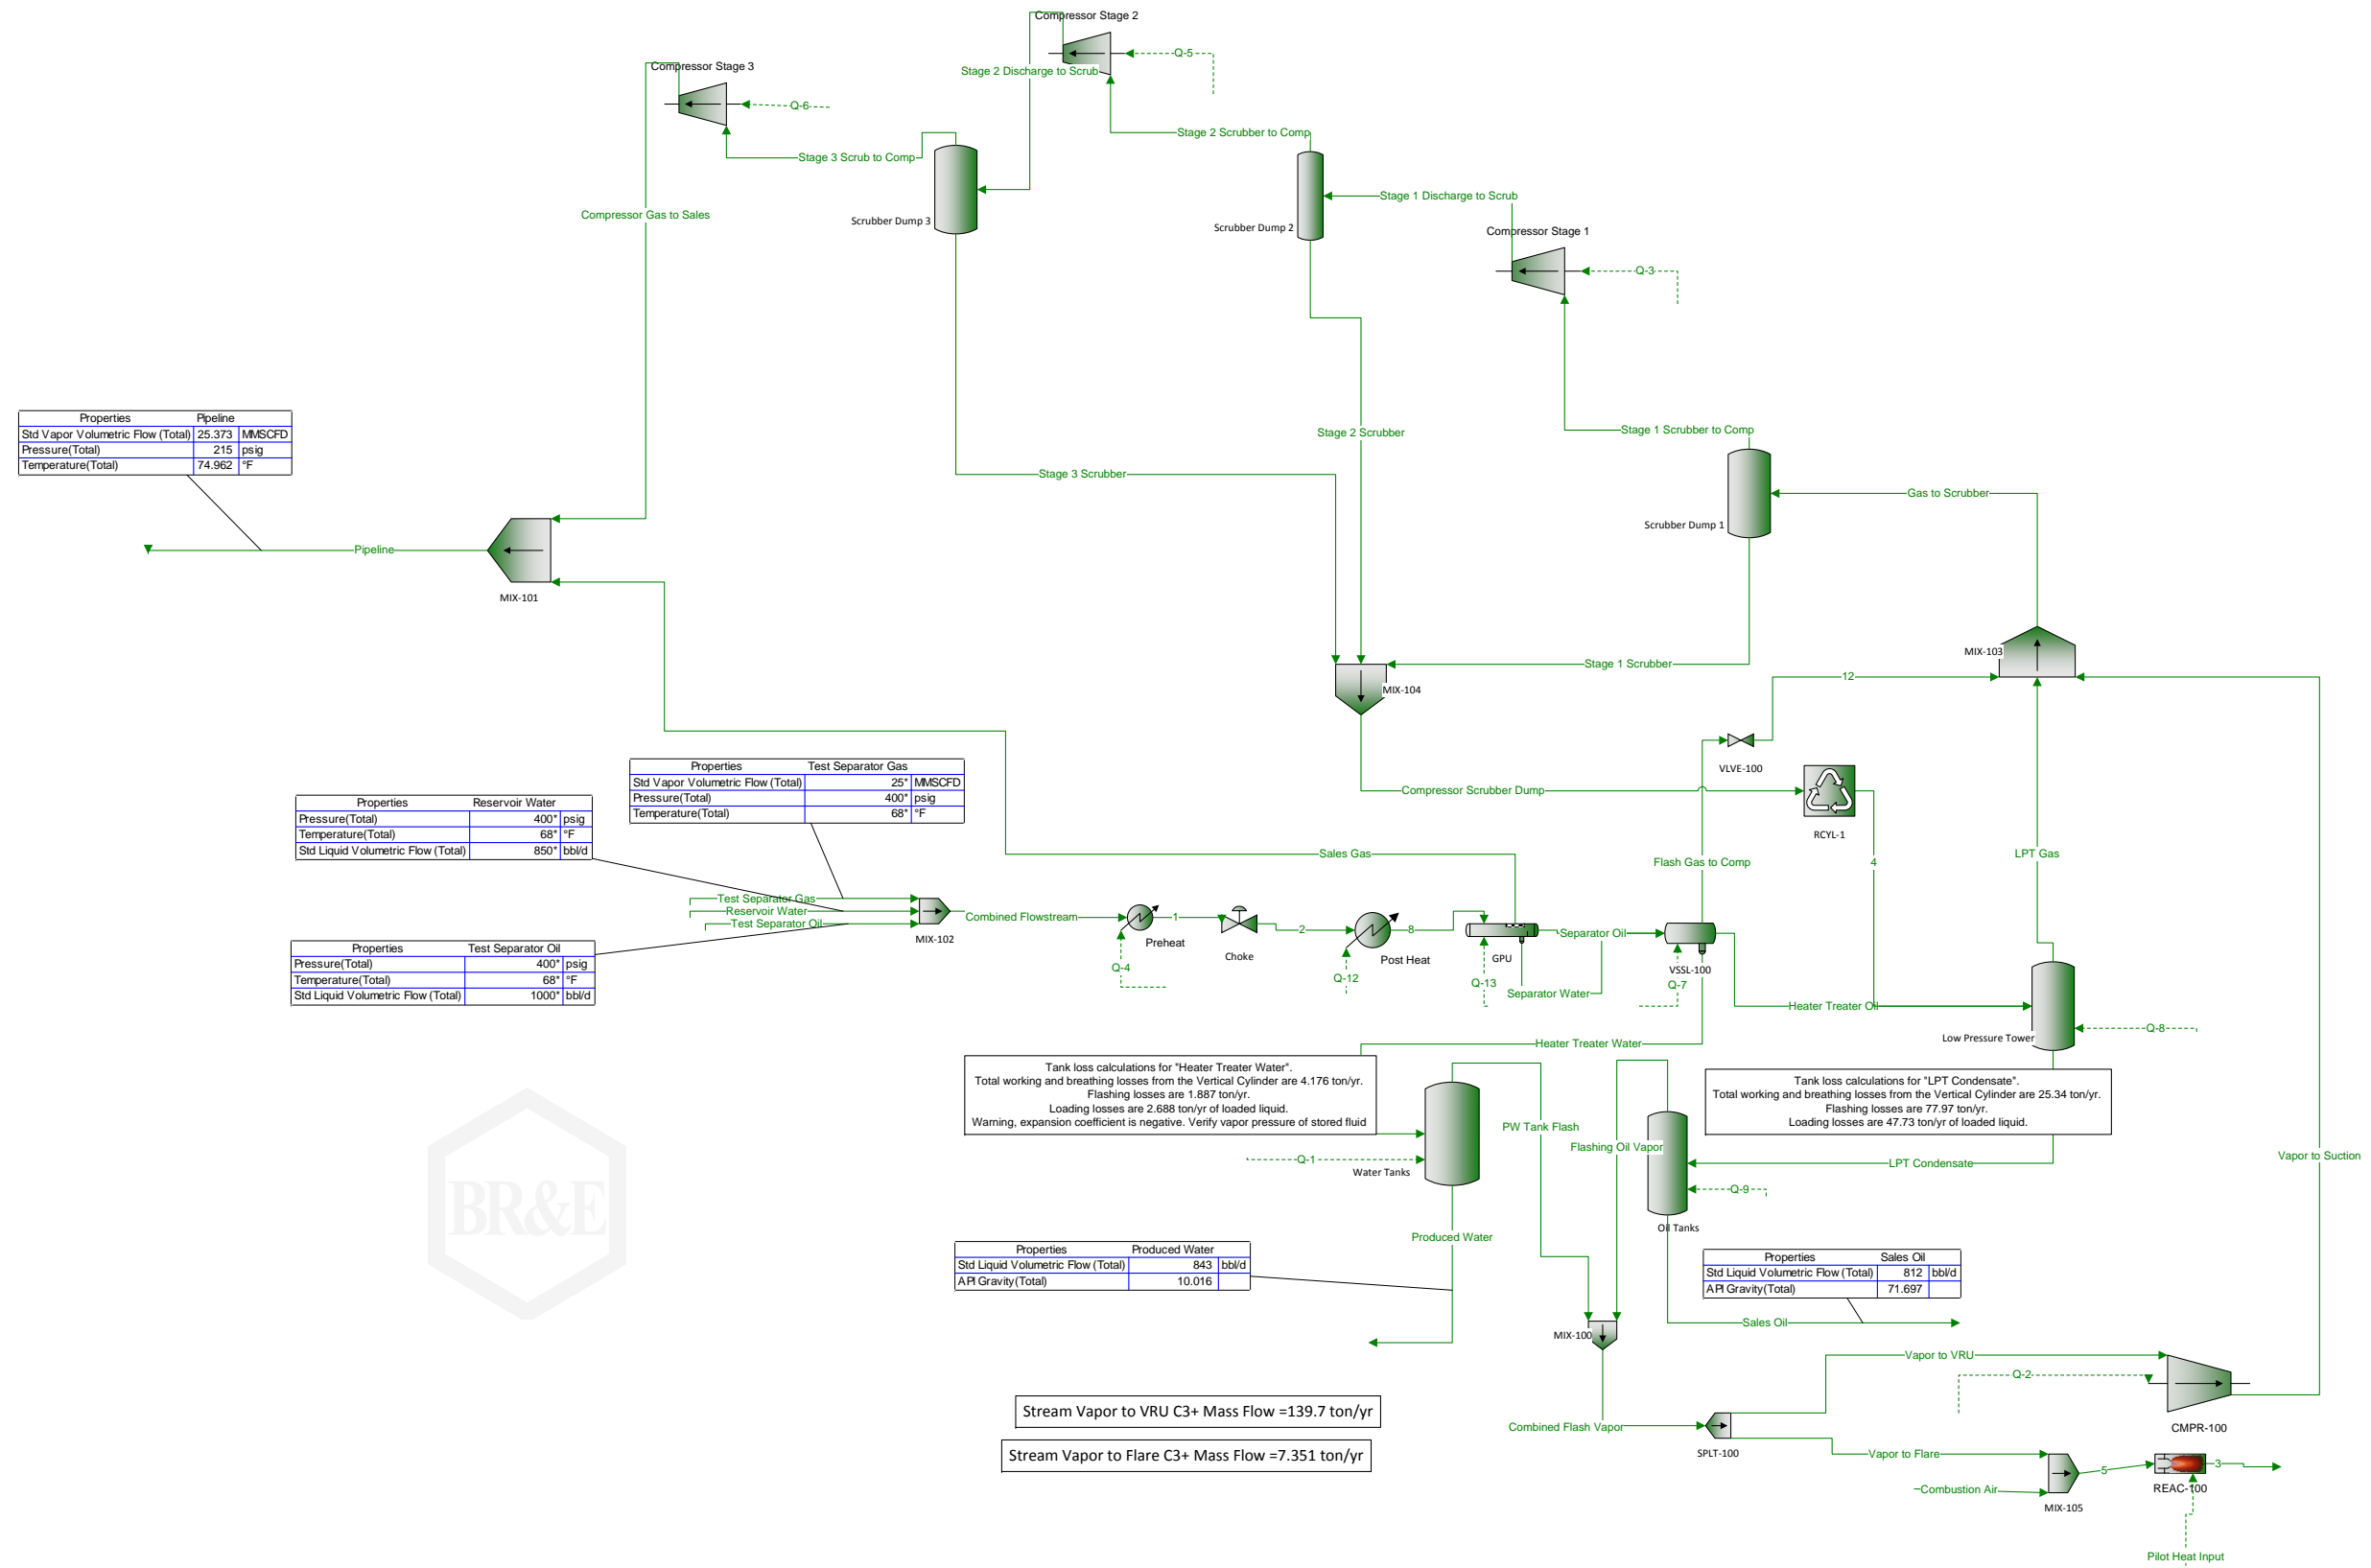 Compressor Stage 2
Q-5
Stage 2 Discharge to Scrub
Compressor Stage 3
Q-6
Stage 2 Scrubber to Comp
Stage 3 Scrub to Comp
Stage 1 Discharge to Scrub
Compressor Gas to Sales
Scrubber Dump 3
Scrubber Dump 2
Compressor Stage 1
Q-3
Properties Pipeline
Std Vapor Volumetric Flow (Total) 25.373 MMSCFD
Pressure(Total) 215 psig
Temperature(Total) 74.962 °F
Stage 2 Scrubber
Stage 1 Scrubber to Comp
Stage 3 Scrubber
Gas to Scrubber
Scrubber Dump 1
Pipeline
MIX-101
MIX-103
Stage 1 Scrubber
12
MIX-104
VLVE-100
Properties Test Separator Gas
Std Vapor Volumetric Flow (Total) 25* MMSCFD
Pressure(Total) 400* psig
Temperature(Total) 68* °F
Compressor Scrubber Dump
RCYL-1
Properties Reservoir Water
Pressure(Total) 400* psig
Temperature(Total) 68* °F
Std Liquid Volumetric Flow (Total) 850* bbl/d
Sales Gas
Flash Gas to Comp
4
LPT Gas
Test Separator Gas
Reservoir Water
Test Separator Oil
MIX-102
Combined Flowstream
1
Preheat
Choke
2
8
Post Heat
GPU
Separator Oil
VSSL-100
Properties Test Separator Oil
Pressure(Total) 400* psig
Temperature(Total) 68* °F
Std Liquid Volumetric Flow (Total) 1000* bbl/d
Q-4
Q-12
Q-13
Separator Water
Q-7
Heater Treater Oil
Low Pressure Tower
Q-8
Heater Treater Water
Tank loss calculations for "Heater Treater Water".
Total working and breathing losses from the Vertical Cylinder are 4.176 ton/yr.
Flashing losses are 1.887 ton/yr.
Loading losses are 2.688 ton/yr of loaded liquid.
Warning, expansion coefficient is negative. Verify vapor pressure of stored fluid
Tank loss calculations for "LPT Condensate".
Total working and breathing losses from the Vertical Cylinder are 25.34 ton/yr.
Flashing losses are 77.97 ton/yr.
Loading losses are 47.73 ton/yr of loaded liquid.
PW Tank Flash
Flashing Oil Vapor
Vapor to Suction
Q-1
Water Tanks
LPT Condensate
Q-9
Oil Tanks
BR&E
Produced Water
Properties Produced Water
Std Liquid Volumetric Flow (Total) 843 bbl/d
API Gravity(Total) 10.016
Properties Sales Oil
Std Liquid Volumetric Flow (Total) 812 bbl/d
API Gravity(Total) 71.697
Sales Oil
MIX-100
Vapor to VRU
Q-2
Stream Vapor to VRU C3+ Mass Flow =139.7 ton/yr
Combined Flash Vapor
SPLT-100
CMPR-100
Stream Vapor to Flare C3+ Mass Flow =7.351 ton/yr
Vapor to Flare
5
3
Combustion Air
REAC-100
MIX-105
Pilot Heat Input